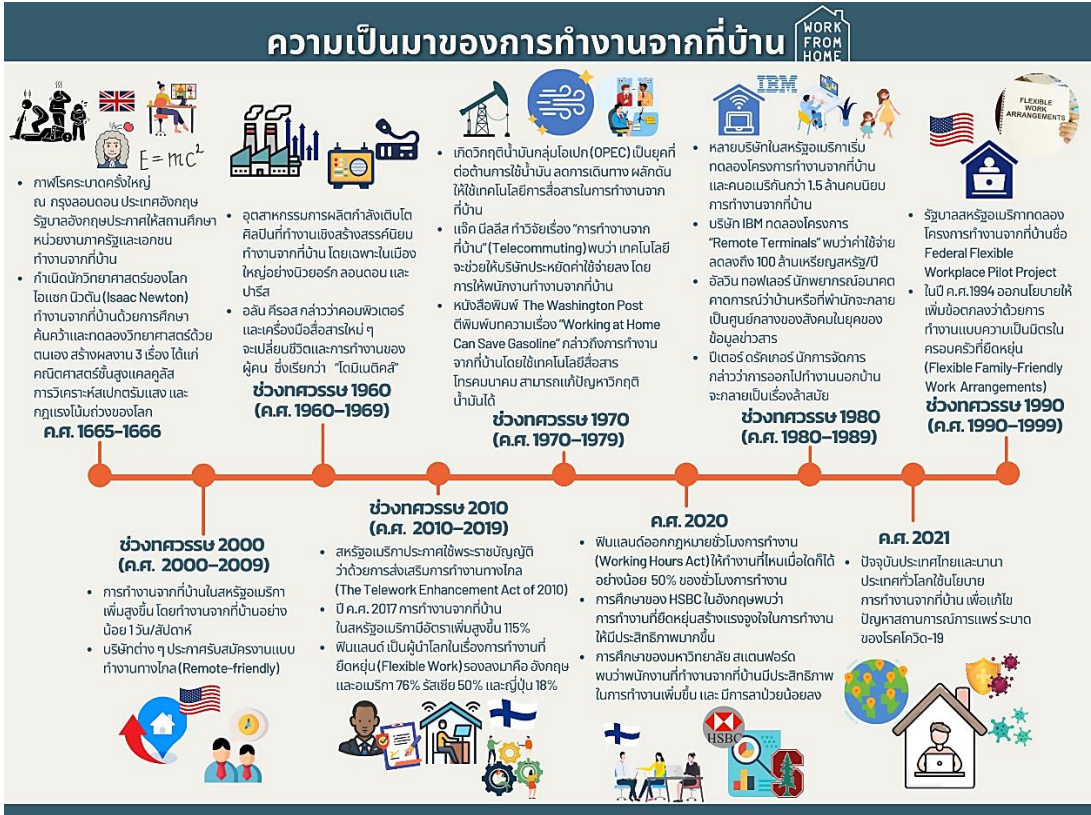 ความเป็นมาของการทำงานจากที่บ้าน
WORK
FROM
HOME
E=mc²
• กาฬโรคระบาดครั้งใหญ่
ณ กรุงลอนดอน ประเทศอังกฤษ
รัฐบาลอังกฤษประกาศให้สถานศึกษา
หน่วยงานภาครัฐและเอกชน
ทำงานจากที่บ้าน
• กำเนิดนักวิทยาศาสตร์ของโลก
ไอแซก นิวตัน (Isaac Newton)
ทำงานจากที่บ้านด้วยการศึกษา
ค้นคว้าและทดลองวิทยาศาสตร์ด้วย
ตนเอง สร้างผลงาน 3 เรื่อง ได้แก่
คณิตศาสตร์ชั้นสูงแคลคูลัส
การวิเคราะห์สเปกตรัมแสง และ
กฎแรงโน้มถ่วงของโลก
ค.ศ. 1665-1666
• อุตสาหกรรมการผลิตกำลังเติบโต
ศิลปินที่ทำงานเชิงสร้างสรรค์นิยม
ทำงานจากที่บ้าน โดยเฉพาะในเมือง
ใหญ่อย่างนิวยอร์ก ลอนดอน และ
ปารีส
• อลัน คีรอส กล่าวว่าคอมพิวเตอร์
และเครื่องมือสื่อสารใหม่ ๆ
จะเปลี่ยนชีวิตและการทำงานของ
ผู้คน ซึ่งเรียกว่า "โดมิเนติคส์"
ช่วงทศวรรษ 1960
(ค.ศ. 1960-1969)
• เกิดวิกฤติน้ำมันกลุ่มโอเปก (OPEC) เป็นยุคที่
ต่อต้านการใช้น้ำมัน ลดการเดินทาง ผลักดัน
ให้ใช้เทคโนโลยีการสื่อสารในการทำงานจาก
ที่บ้าน
• แจ๊ค นีลลีส ทำวิจัยเรื่อง "การทำงานจาก
ที่บ้าน" (Telecommuting) พบว่า เทคโนโลยี
จะช่วยให้บริษัทประหยัดค่าใช้จ่ายลง โดย
การให้พนักงานทำงานจากที่บ้าน
• หนังสือพิมพ์ The Washington Post
ตีพิมพ์บทความเรื่อง "Working at Home
Can Save Gasoline" กล่าวถึงการทำงาน
จากที่บ้านโดยใช้เทคโนโลยีสื่อสาร
โทรคมนาคม สามารถแก้ปัญหาวิกฤติ
น้ำมันได้
ช่วงทศวรรษ 1970
(ค.ศ. 1970-1979)
IBM
• หลายบริษัทในสหรัฐอเมริกาเริ่ม
ทดลองโครงการทำงานจากที่บ้าน
และคนอเมริกันกว่า 1.5 ล้านคนนิยม
การทำงานจากที่บ้าน
• บริษัท IBM ทดลองโครงการ
"Remote Terminals" พบว่าค่าใช้จ่าย
ลดลงถึง 100 ล้านเหรียญสหรัฐ/ปี
• อัลวิน ทอฟเลอร์ นักพยากรณ์อนาคต
คาดการณ์ว่าบ้านหรือที่พำนักจะกลาย
เป็นศูนย์กลางของสังคมในยุคของ
ข้อมูลข่าวสาร
• ปีเตอร์ ดรัคเกอร์ นักการจัดการ
กล่าวว่าการออกไปทำงานนอกบ้าน
จะกลายเป็นเรื่องล้าสมัย
ช่วงทศวรรษ 1980
(ค.ศ. 1980-1989)
FLEXIBLE
WORK
ARRANGEMENTS
• รัฐบาลสหรัฐอเมริกาทดลอง
โครงการทำงานจากที่บ้านชื่อ
Federal Flexible
Workplace Pilot Project
• ในปี ค.ศ.1994 ออกนโยบายให้
เพิ่มข้อตกลงว่าด้วยการ
ทำงานแบบความเป็นมิตรใน
ครอบครัวที่ยืดหยุ่น
(Flexible Family-Friendly
Work Arrangements)
ช่วงทศวรรษ 1990
(ค.ศ. 1990-1999)
ช่วงทศวรรษ 2000
(ค.ศ. 2000-2009)
• การทำงานจากที่บ้านในสหรัฐอเมริกา
เพิ่มสูงขึ้น โดยทำงานจากที่บ้านอย่าง
น้อย 1 วัน/สัปดาห์
• บริษัทต่าง ๆ ประกาศรับสมัครงานแบบ
ทำงานทางไกล (Remote-friendly)
ช่วงทศวรรษ 2010
(ค.ศ. 2010-2019)
• สหรัฐอเมริกาประกาศใช้พระราชบัญญัติ
ว่าด้วยการส่งเสริมการทำงานทางไกล
(The Telework Enhancement Act of 2010)
• ปี ค.ศ. 2017 การทำงานจากที่บ้าน
ในสหรัฐอเมริกามีอัตราเพิ่มสูงขึ้น 115%
• ฟินแลนด์ เป็นผู้นำโลกในเรื่องการทำงานที่
ยืดหยุ่น (Flexible Work) รองลงมาคือ อังกฤษ
และอเมริกา 76% รัสเซีย 50% และญี่ปุ่น 18%
ค.ศ. 2020
• ฟินแลนด์ออกกฎหมายชั่วโมงการทำงาน
(Working Hours Act) ให้ทำงานที่ไหนเมื่อใดก็ได้
อย่างน้อย 50% ของชั่วโมงการทำงาน
• การศึกษาของ HSBC ในอังกฤษพบว่า
การทำงานที่ยืดหยุ่นสร้างแรงจูงใจในการทำงาน
ให้มีประสิทธิภาพมากขึ้น
• การศึกษาของมหาวิทยาลัย สแตนฟอร์ด
พบว่าพนักงานที่ทำงานจากที่บ้านมีประสิทธิภาพ
ในการทำงานเพิ่มขึ้น และ มีการลาป่วยน้อยลง
HSBC
S
ค.ศ. 2021
• ปัจจุบันประเทศไทยและนานา
ประเทศทั่วโลกใช้นโยบาย
การทำงานจากที่บ้าน เพื่อแก้ไข
ปัญหาสถานการณ์การแพร่ ระบาด
ของโรคโควิด-19